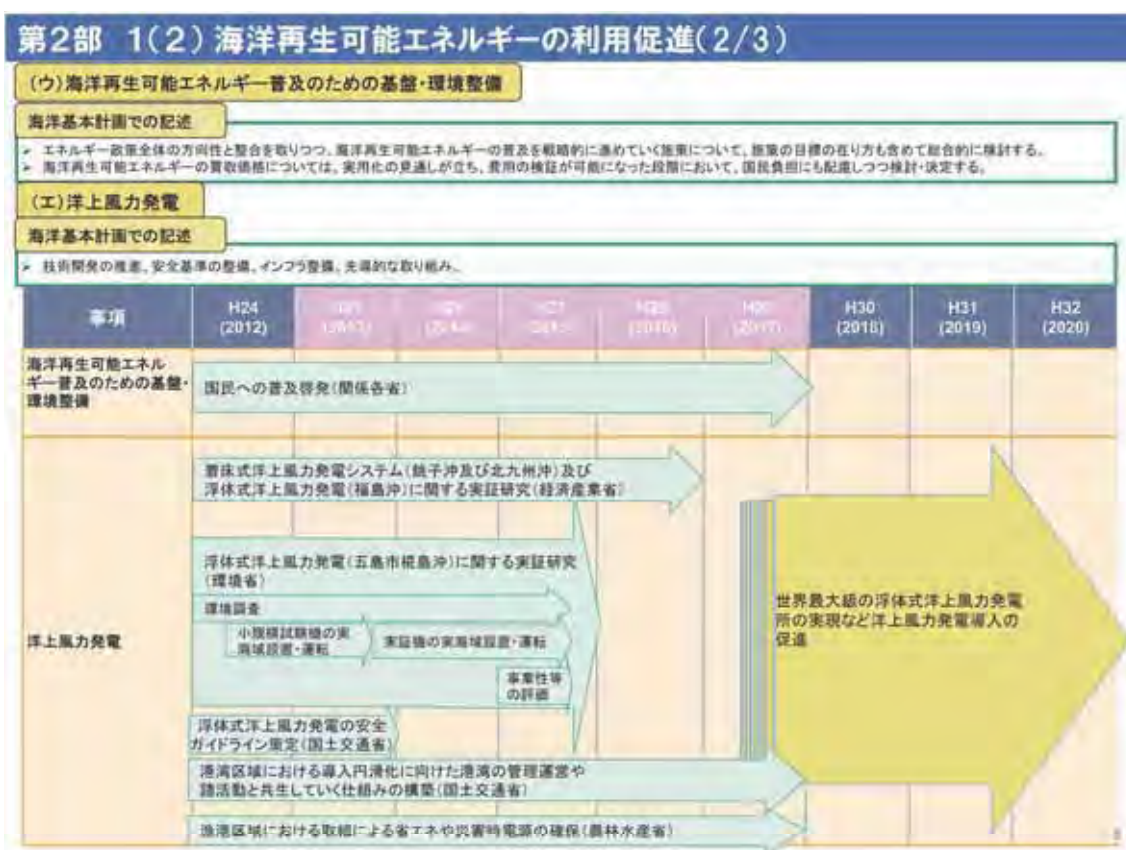 第2部 1(2) 海洋再生可能エネルギーの利用促進(2/3)
(ウ)海洋再生可能エネルギー普及のための基盤・環境整備
海洋基本計画での記述
➢ エネルギー政策全体の方向性と整合を取りつつ、海洋再生可能エネルギーの普及を戦略的に進めていく施策について、施策の目標の在り方も含めて総合的に検討する。
➢ 海洋再生可能エネルギーの買取価格については、実用化の見通しが立ち、費用の検証が可能になった段階において、国民負担にも配慮しつつ検討・決定する。
(エ)洋上風力発電
海洋基本計画での記述
➢ 技術開発の推進、安全基準の整備、インフラ整備、先導的な取り組み、
事項
H24
(2012)
H30
(2018)
H31
(2019)
H32
(2020)
海洋再生可能エネル
ギー普及のための基盤・
環境整備
国民への普及啓発(関係各省)
洋上風力発電
着床式洋上風力発電システム(銚子沖及び北九州沖)及び
浮体式洋上風力発電(福島沖)に関する実証研究(経済産業省)
浮体式洋上風力発電(五島市椛島沖)に関する実証研究
(環境省)
環境調査
小規模試験機の実
海域設置・運転
実証機の実海域設置・運転
事業性等
の評価
浮体式洋上風力発電の安全
ガイドライン策定(国土交通省)
港湾区域における導入円滑化に向けた港湾の管理運営や
諸活動と共生していく仕組みの構築(国土交通省)
漁港区域における取組による省エネや災害時電源の確保(農林水産省)
世界最大級の浮体式洋上風力発電
所の実現など洋上風力発電導入の
促進